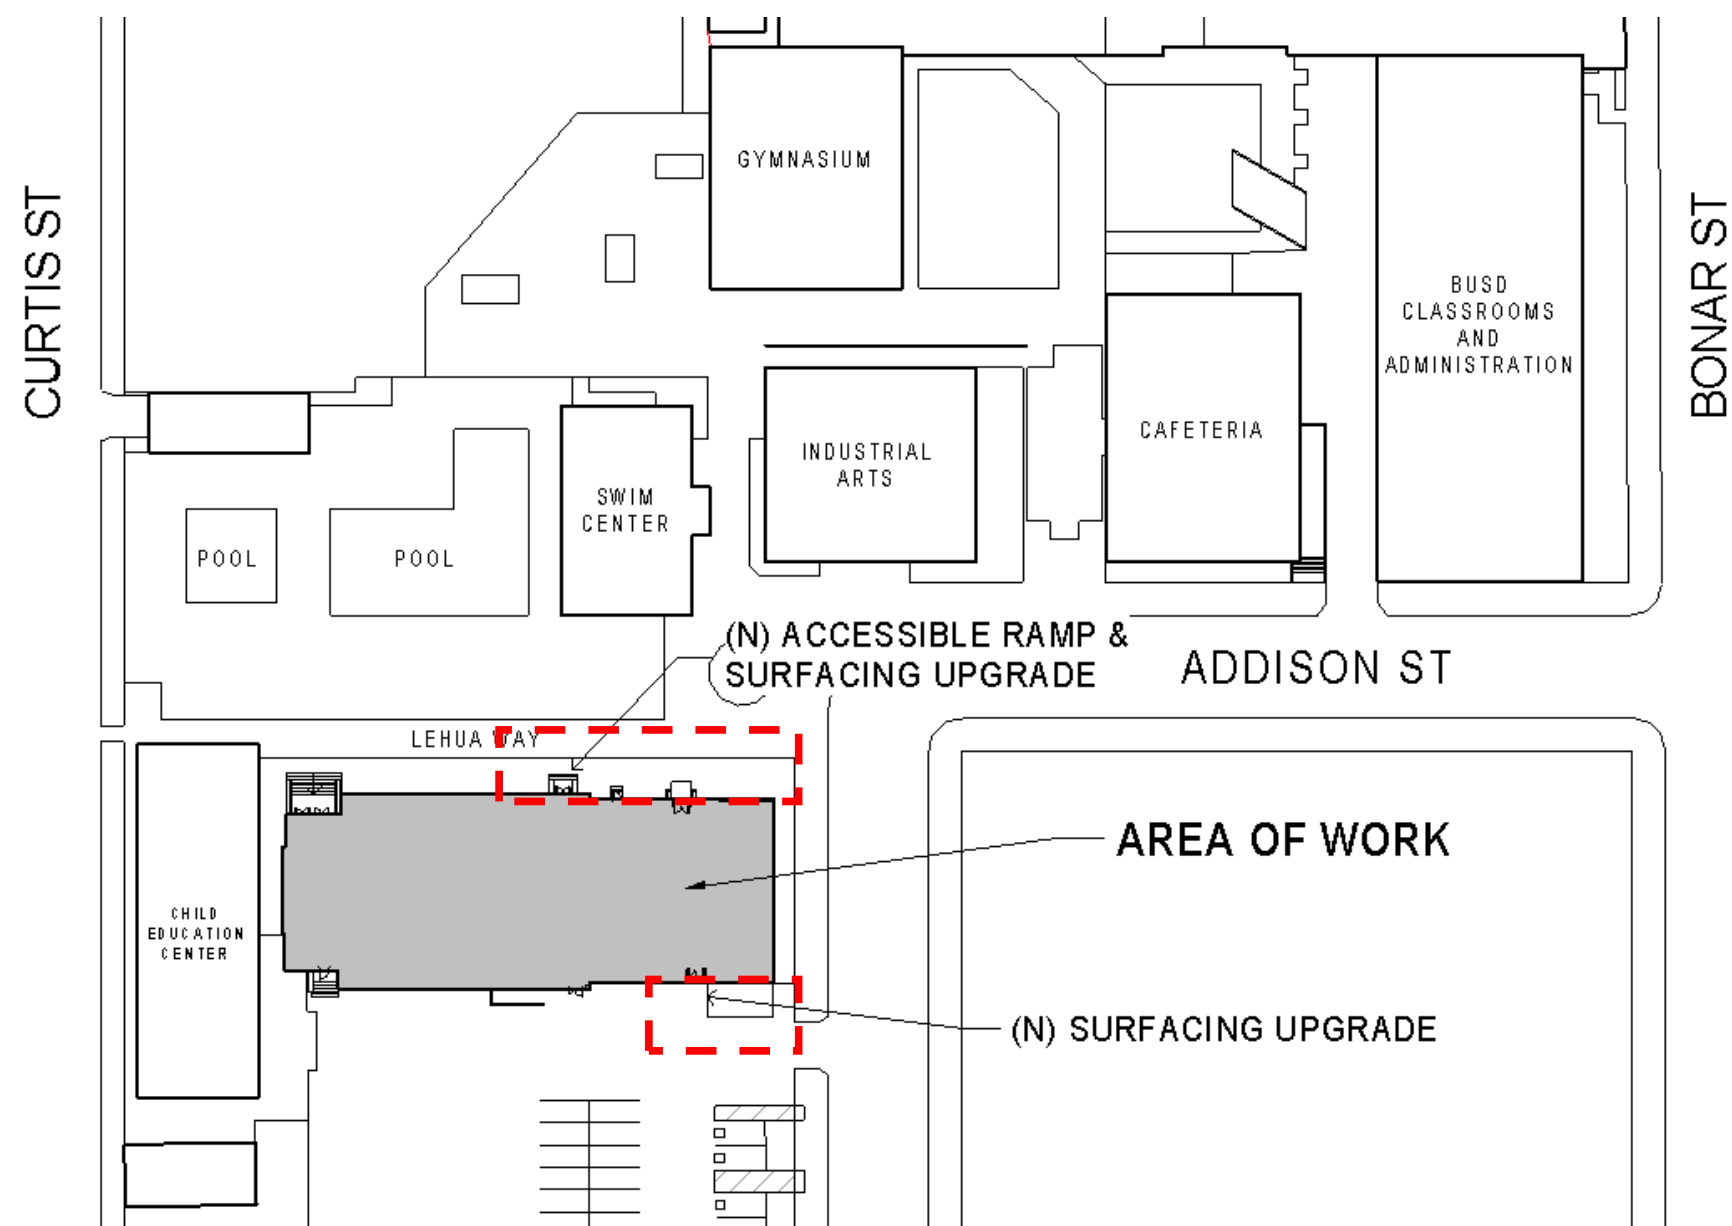 GYMNASIUM
CURTIS ST
BONAR ST
BUSD
CLASSROOMS
AND
ADMINISTRATION
CAFETERIA
INDUSTRIAL
ARTS
SWIM
CENTER
POOL
POOL
(N) ACCESSIBLE RAMP &
SURFACING UPGRADE
ADDISON ST
LEHUA WAY
AREA OF WORK
CHILD
EDUCATION
CENTER
(N) SURFACING UPGRADE